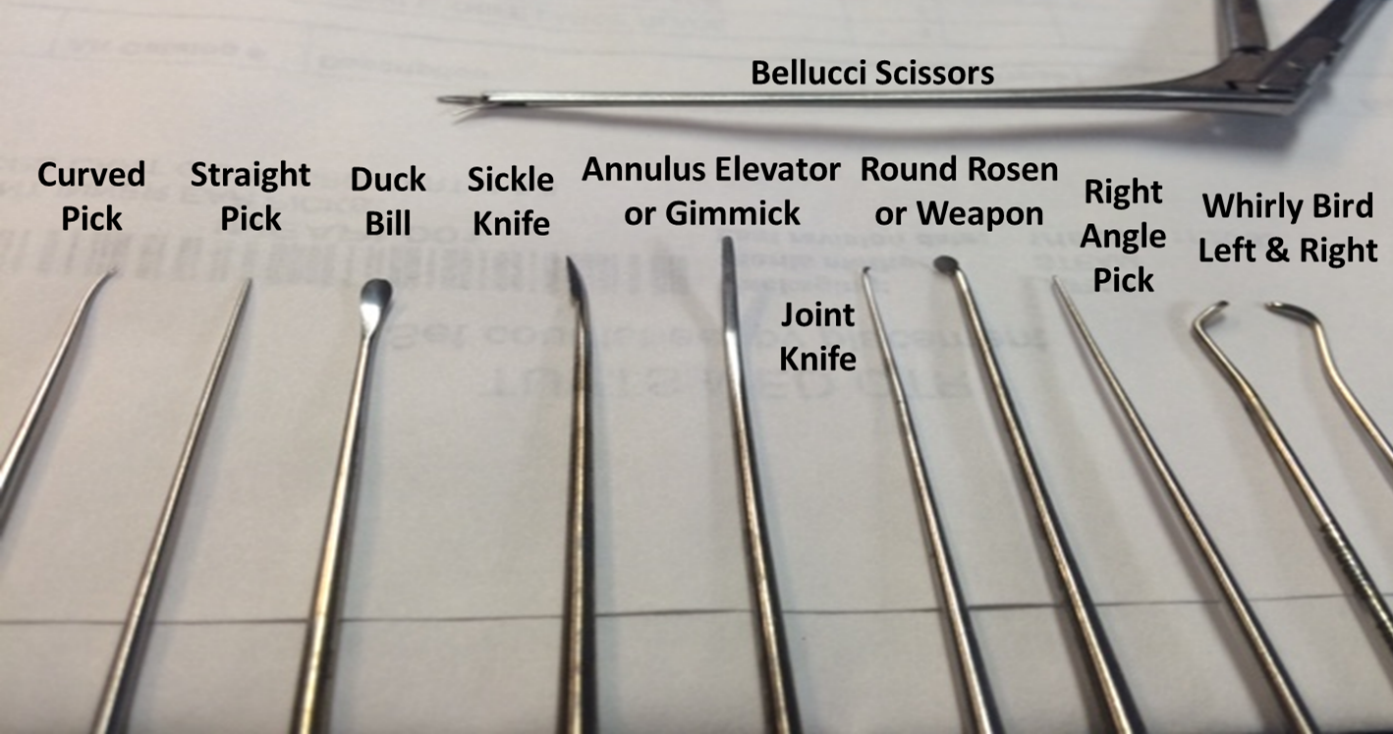 Bellucci Scissors
Curved
Pick
Straight
Pick
Duck
Bill
Sickle
Knife
Annulus Elevator
or Gimmick
Joint
Knife
Round Rosen
or Weapon
Right
Angle
Pick
Whirly Bird
Left & Right